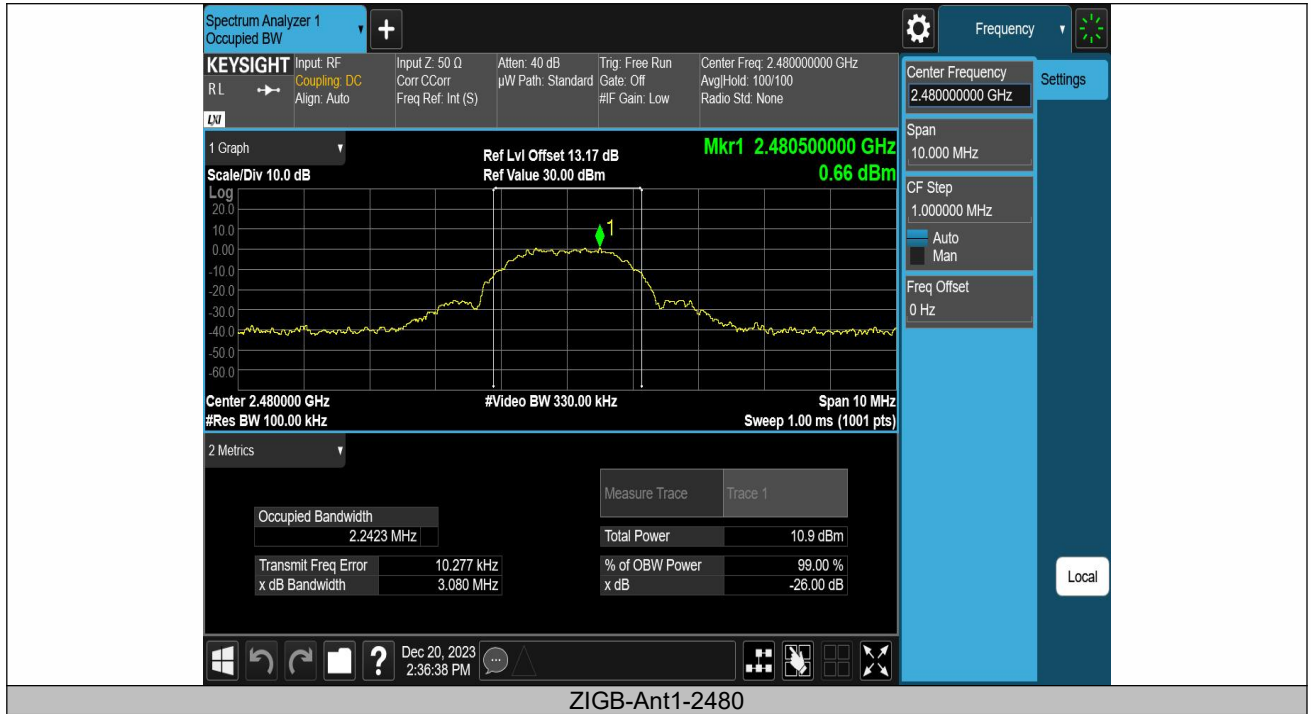 Spectrum Analyzer 1
Occupied BW
+
Frequency
KEYSIGHT
RL
LXI
Input: RF
Coupling: DC
Align: Auto
Input Z: 50 Ω
Corr CCorr
Freq Ref: Int (S)
Atten: 40 dB
µW Path: Standard
Trig: Free Run
Gate: Off
#IF Gain: Low
Center Freq: 2.480000000 GHz
Avg|Hold: 100/100
Radio Std: None
Center Frequency
2.480000000 GHz
Settings
Span
10.000 MHz
CF Step
1.000000 MHz
Auto
Man
Freq Offset
0 Hz
Local
1 Graph
Scale/Div 10.0 dB
Ref Lvl Offset 13.17 dB
Ref Value 30.00 dBm
Mkr1 2.480500000 GHz
0.66 dBm
Log
20.0
10.0
0.00
-10.0
-20.0
-30.0
-40.0
-50.0
-60.0
1
Center 2.480000 GHz
#Video BW 330.00 kHz
Span 10 MHz
#Res BW 100.00 kHz
Sweep 1.00 ms (1001 pts)
2 Metrics
Measure Trace Trace 1
Occupied Bandwidth
2.2423 MHz
Total Power 10.9 dBm
Transmit Freq Error 10.277 kHz
% of OBW Power 99.00 %
x dB Bandwidth 3.080 MHz
x dB -26.00 dB
?
Dec 20, 2023
2:36:38 PM
ZIGB-Ant1-2480